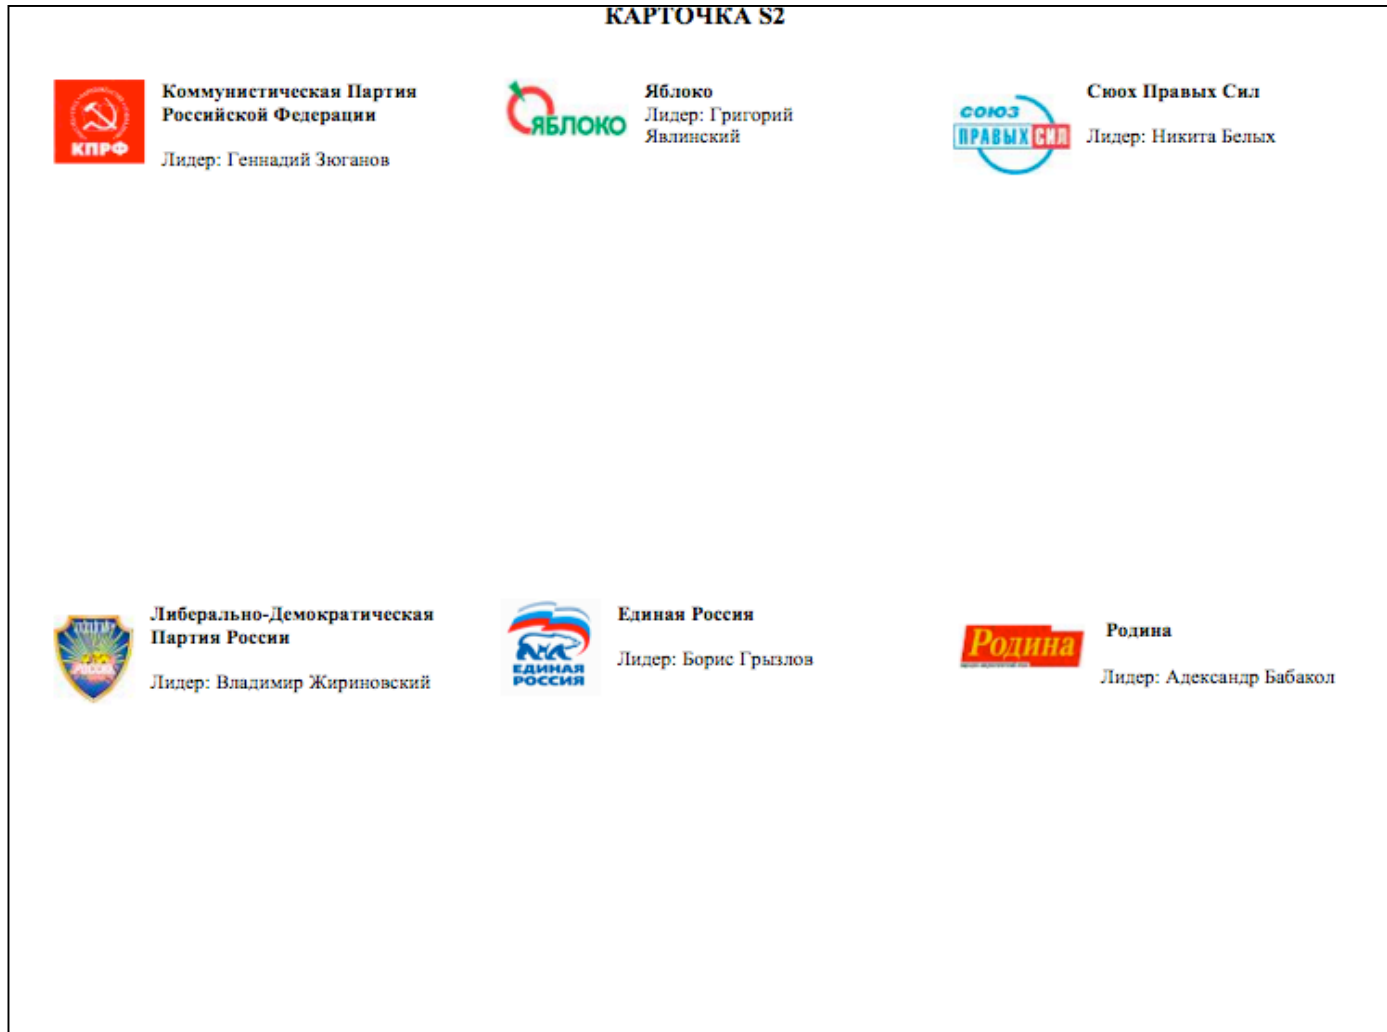 КАРТОЧКА S2
КПРФ
Коммунистическая Партия
Российской Федерации
Лидер: Геннадий Зюганов
ЯБЛОКО
Яблоко
Лидер: Григорий
Явлинский
СОЮЗ
ПРАВЫХ СИЛ
Сюох Правых Сил
Лидер: Никита Белых
Либерально-Демократическая
Партия России
Лидер: Владимир Жириновский
ЕДИНАЯ
РОССИЯ
Единая Россия
Лидер: Борис Грызлов
Родина
Родина
Лидер: Адександр Бабакол